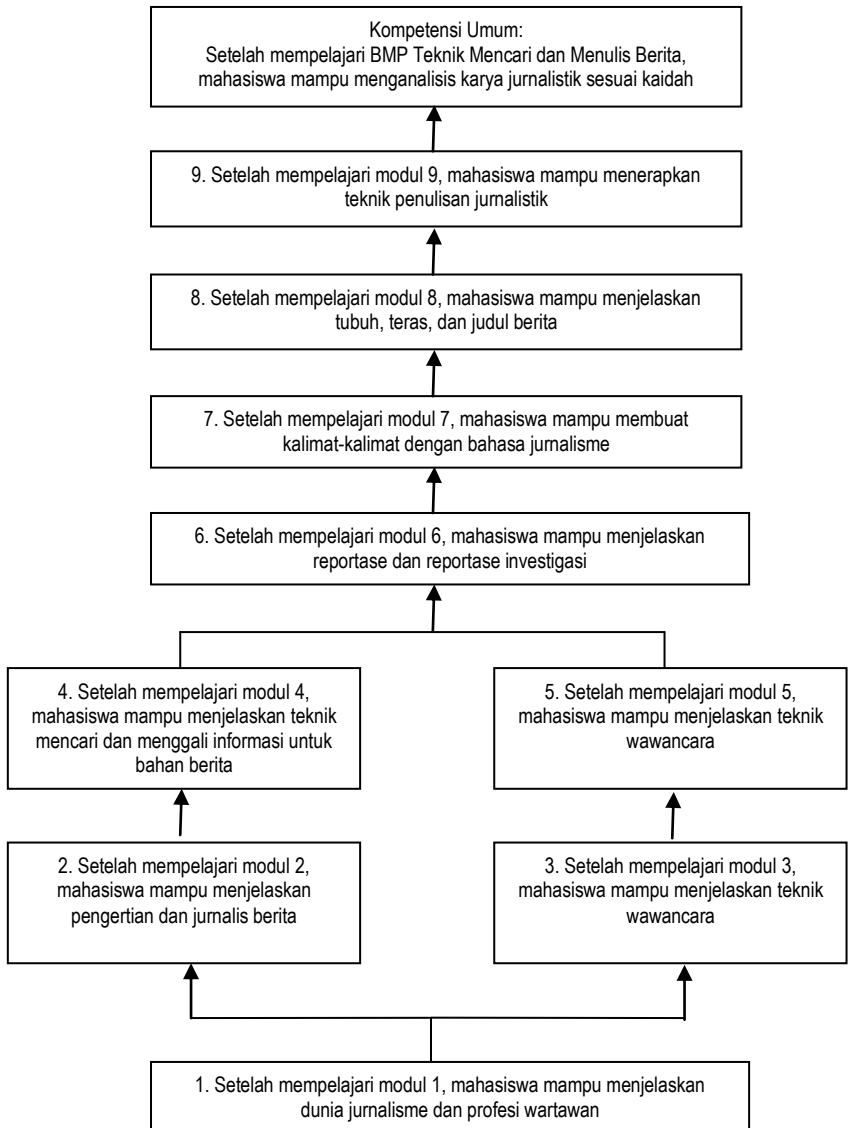 Kompetensi Umum:
Setelah mempelajari BMP Teknik Mencari dan Menulis Berita,
mahasiswa mampu menganalisis karya jurnalistik sesuai kaidah
9. Setelah mempelajari modul 9, mahasiswa mampu menerapkan
teknik penulisan jurnalistik
8. Setelah mempelajari modul 8, mahasiswa mampu menjelaskan
tubuh, teras, dan judul berita
7. Setelah mempelajari modul 7, mahasiswa mampu membuat
kalimat-kalimat dengan bahasa jurnalisme
6. Setelah mempelajari modul 6, mahasiswa mampu menjelaskan
reportase dan reportase investigasi
4. Setelah mempelajari modul 4,
mahasiswa mampu menjelaskan teknik
mencari dan menggali informasi untuk
bahan berita
5. Setelah mempelajari modul 5,
mahasiswa mampu menjelaskan teknik
wawancara
2. Setelah mempelajari modul 2,
mahasiswa mampu menjelaskan
pengertian dan jurnalis berita
3. Setelah mempelajari modul 3,
mahasiswa mampu menjelaskan teknik
wawancara
1. Setelah mempelajari modul 1, mahasiswa mampu menjelaskan
dunia jurnalisme dan profesi wartawan